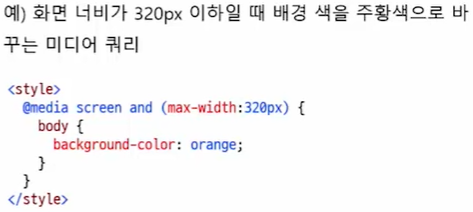 예) 화면 너비가 320px 이하일 때 배경 색을 주황색으로 바
꾸는 미디어 쿼리
<style>
  @media screen and (max-width:320px) {
    body {
      background-color: orange;
    }
  }
</style>